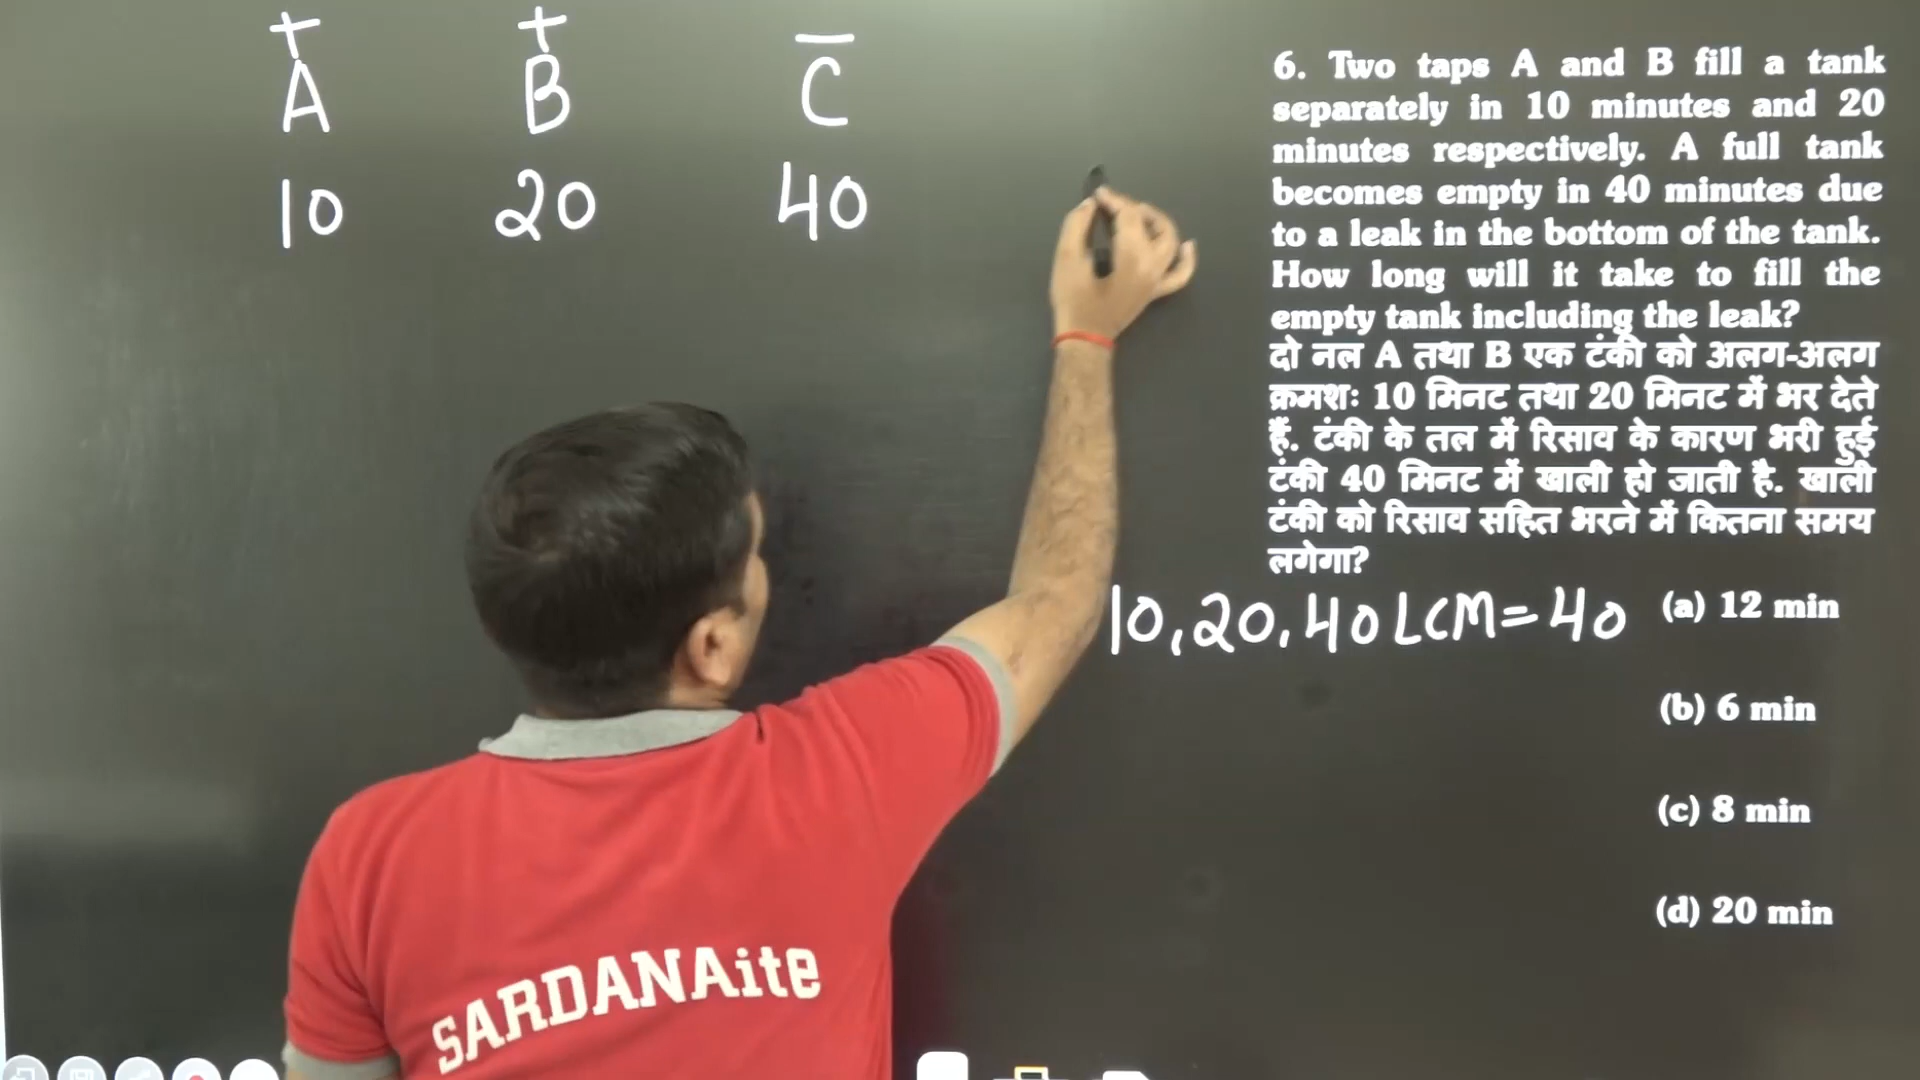 + + −
A B C
10 20 40
6. Two taps A and B fill a tank
separately in 10 minutes and 20
minutes respectively. A full tank
becomes empty in 40 minutes due
to a leak in the bottom of the tank.
How long will it take to fill the
empty tank including the leak?
दो नल A तथा B एक टंकी को अलग-अलग
क्रमशः 10 मिनट तथा 20 मिनट में भर देते
हैं. टंकी के तल में रिसाव के कारण भरी हुई
टंकी 40 मिनट में खाली हो जाती है. खाली
टंकी को रिसाव सहित भरने में कितना समय
लगेगा?
10, 20, 40 LCM = 40
(a) 12 min
(b) 6 min
(c) 8 min
(d) 20 min
SARDANAite